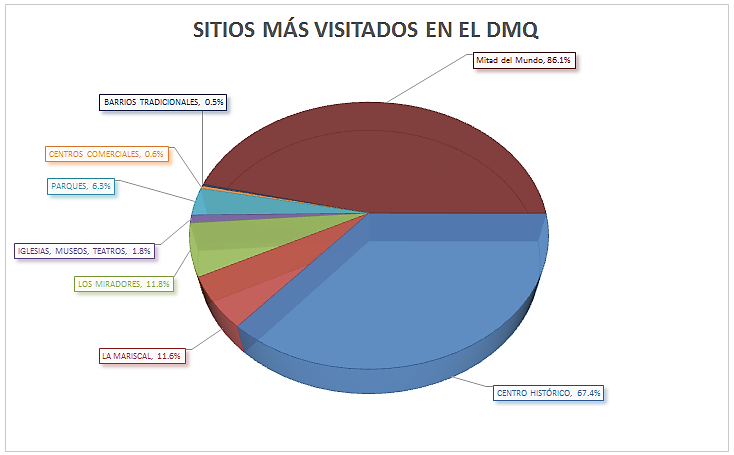 SITIOS MÁS VISITADOS EN EL DMQ
Mitad del Mundo, 86.1%
BARRIOS TRADICIONALES, 0.5%
CENTROS COMERCIALES, 0.6%
PARQUES, 6.3%
IGLESIAS, MUSEOS, TEATROS, 1.8%
LOS MIRADORES, 11.8%
LA MARISCAL, 11.6%
CENTRO HISTÓRICO, 67.4%